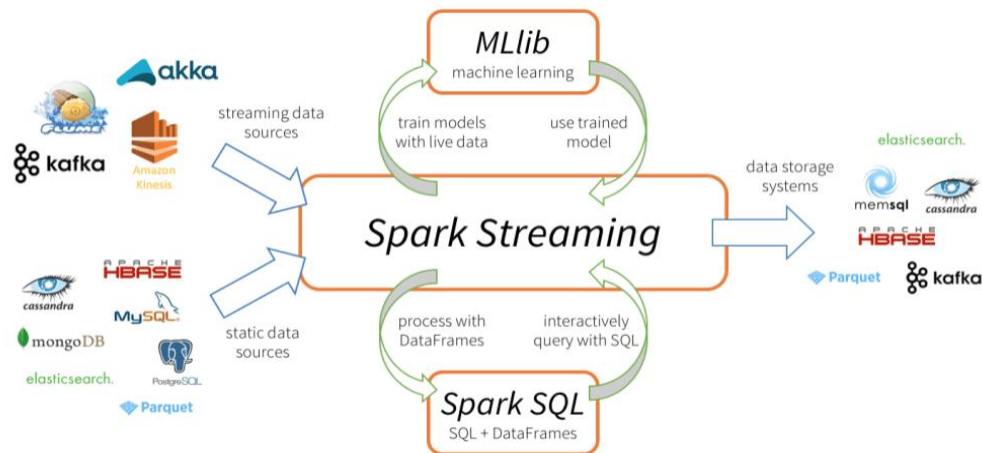 akka
FLUME
kafka
Amazon
Kinesis
streaming data
sources
MLlib
machine learning
train models
with live data
use trained
model
Spark Streaming
data storage
systems
elasticsearch.
memsql
cassandra
APACHE
HBASE
Parquet
kafka
APACHE
HBASE
cassandra
MySQL®
mongoDB
PostgreSQL
elasticsearch.
Parquet
static data
sources
process with
DataFrames
interactively
query with SQL
Spark SQL
SQL + DataFrames